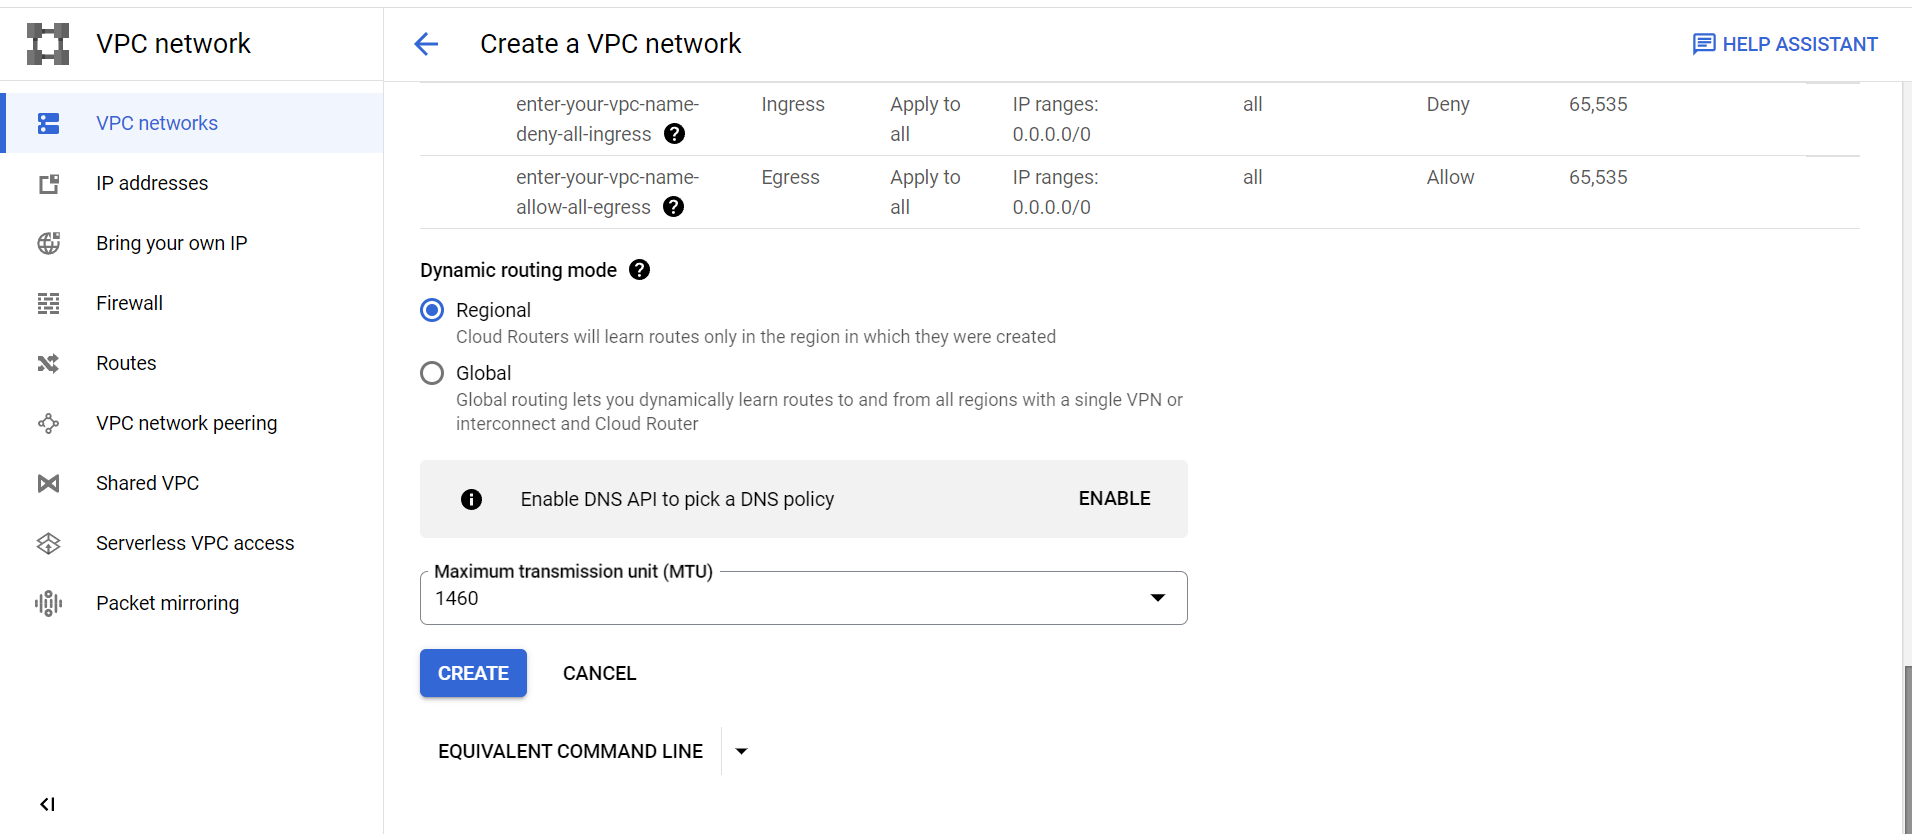 VPC network
Create a VPC network
HELP ASSISTANT
VPC networks
IP addresses
Bring your own IP
Firewall
Routes
VPC network peering
Shared VPC
Serverless VPC access
Packet mirroring
enter-your-vpc-name- Ingress Apply to IP ranges: all Deny 65,535
deny-all-ingress all 0.0.0.0/0
enter-your-vpc-name- Egress Apply to IP ranges: all Allow 65,535
allow-all-egress all 0.0.0.0/0
Dynamic routing mode
Regional
Cloud Routers will learn routes only in the region in which they were created
Global
Global routing lets you dynamically learn routes to and from all regions with a single VPN or
interconnect and Cloud Router
Enable DNS API to pick a DNS policy ENABLE
Maximum transmission unit (MTU)
1460
CREATE CANCEL
EQUIVALENT COMMAND LINE